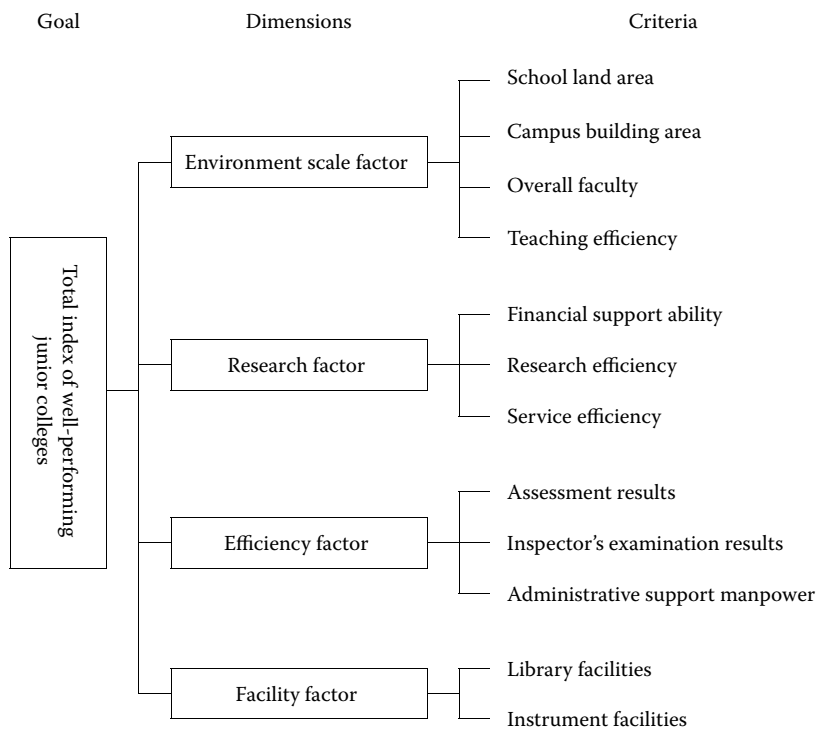 Goal
Dimensions
Criteria
Total index of well-performing
junior colleges
Environment scale factor
School land area
Campus building area
Overall faculty
Teaching efficiency
Research factor
Financial support ability
Research efficiency
Service efficiency
Efficiency factor
Assessment results
Inspector’s examination results
Administrative support manpower
Facility factor
Library facilities
Instrument facilities